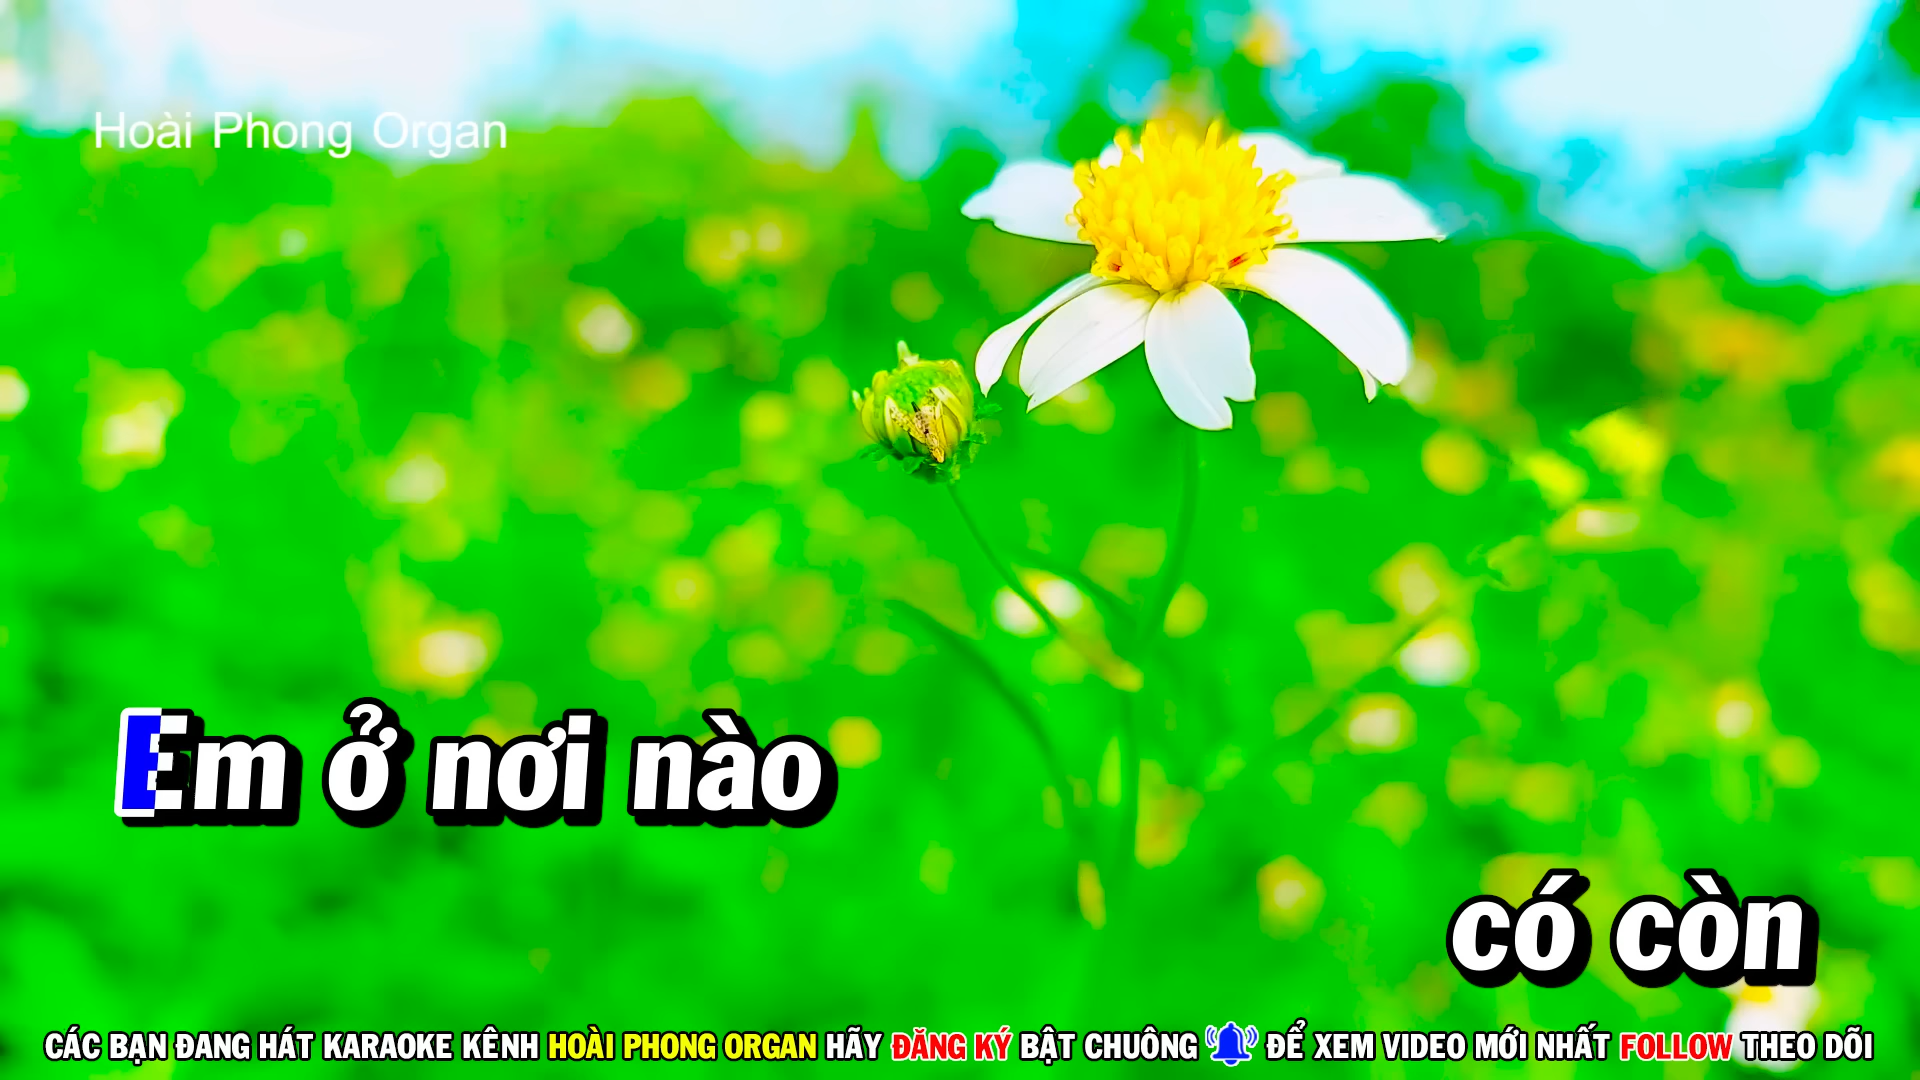 Hoài Phong Organ
Em ở nơi nào
có còn
CÁC BẠN ĐANG HÁT KARAOKE KÊNH HOÀI PHONG ORGAN HÃY ĐĂNG KÝ BẬT CHUÔNG ĐỂ XEM VIDEO MỚI NHẤT FOLLOW THEO DÕI